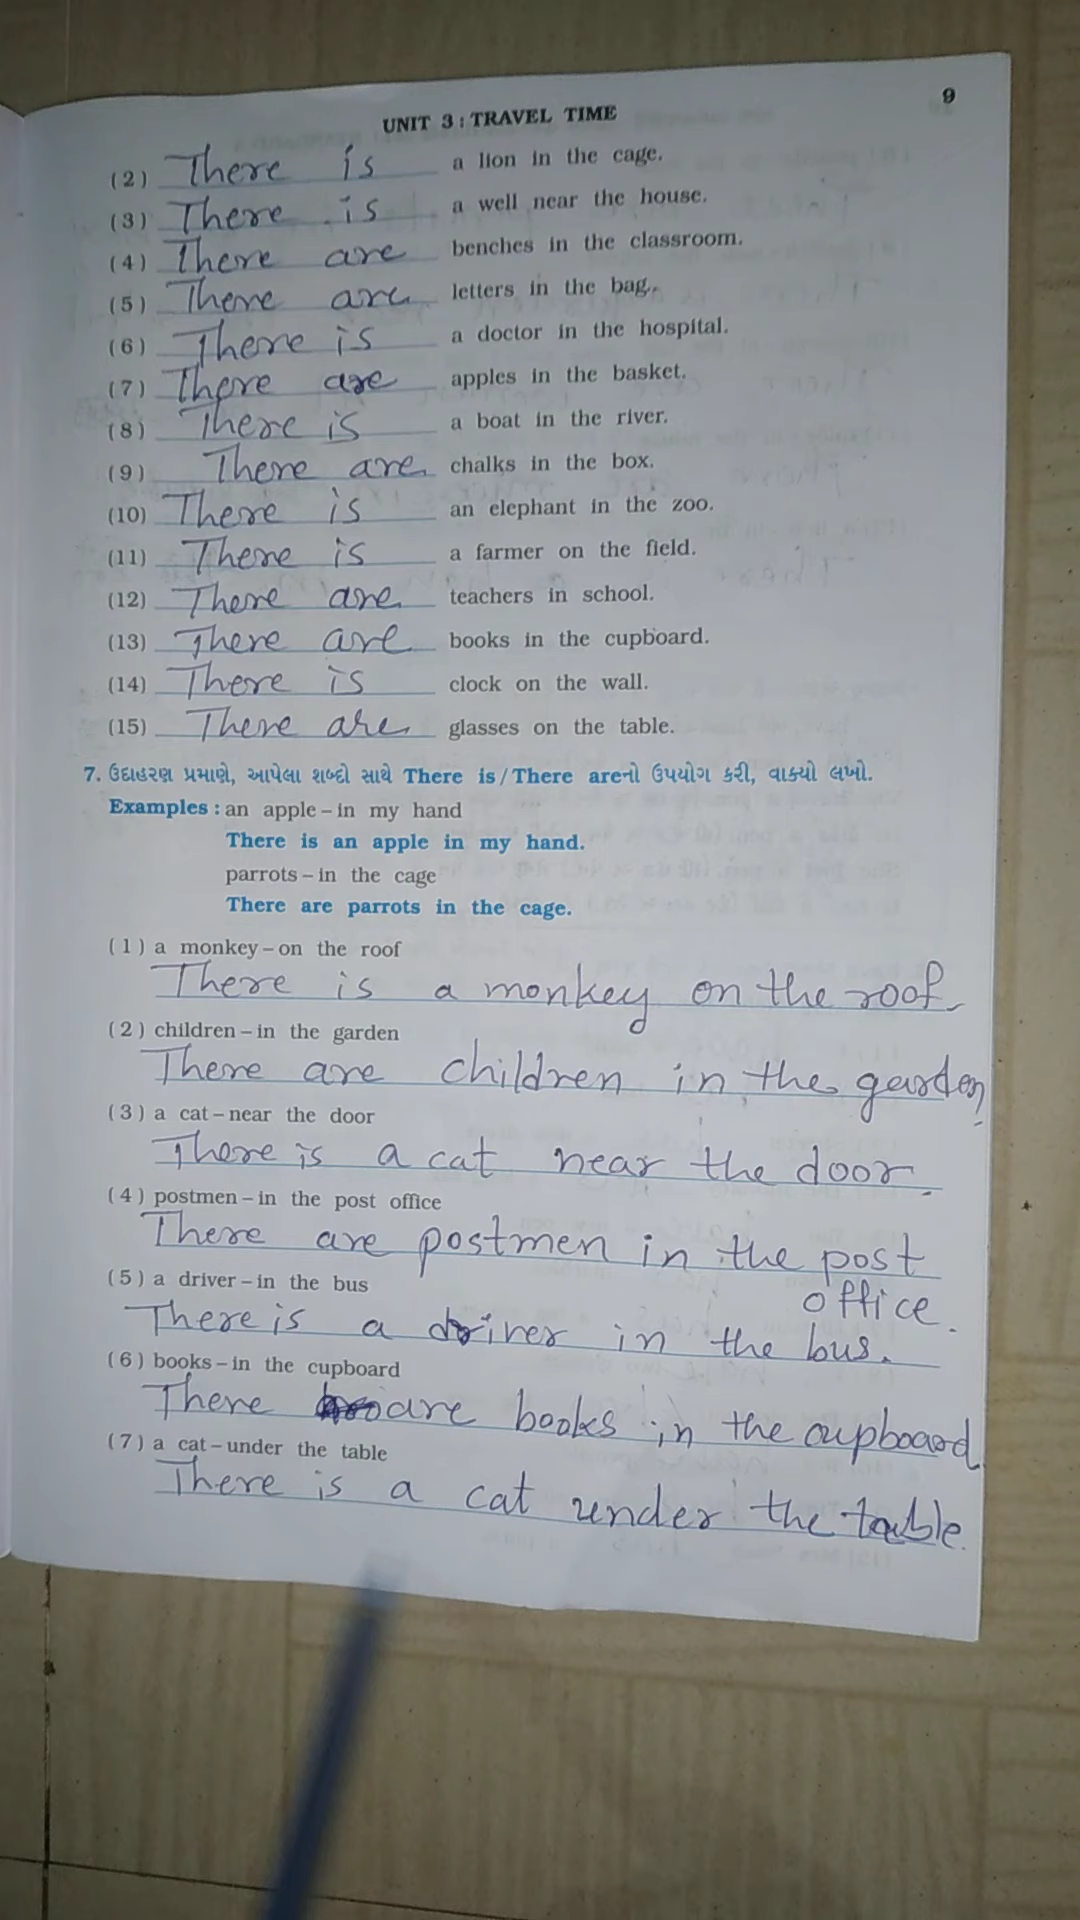 UNIT 3 : TRAVEL TIME 9
(2) There is a lion in the cage.
(3) There is a well near the house.
(4) There are benches in the classroom.
(5) There are letters in the bag.
(6) There is a doctor in the hospital.
(7) There are apples in the basket.
(8) There is a boat in the river.
(9) There are chalks in the box.
(10) There is an elephant in the zoo.
(11) There is a farmer on the field.
(12) There are teachers in school.
(13) There are books in the cupboard.
(14) There is clock on the wall.
(15) There are glasses on the table.
7. ઉદાહરણ પ્રમાણે, આપેલા શબ્દો સાથે There is/There areનો ઉપયોગ કરી, વાક્યો લખો.
Examples : an apple – in my hand
There is an apple in my hand.
parrots – in the cage
There are parrots in the cage.
(1) a monkey – on the roof
There is a monkey on the roof
(2) children – in the garden
There are children in the garden
(3) a cat – near the door
There is a cat near the door.
(4) postmen – in the post office
There are postmen in the post
office.
(5) a driver – in the bus
There is a driver in the bus.
(6) books – in the cupboard
There are books in the cupboard.
(7) a cat – under the table
There is a cat under the table.